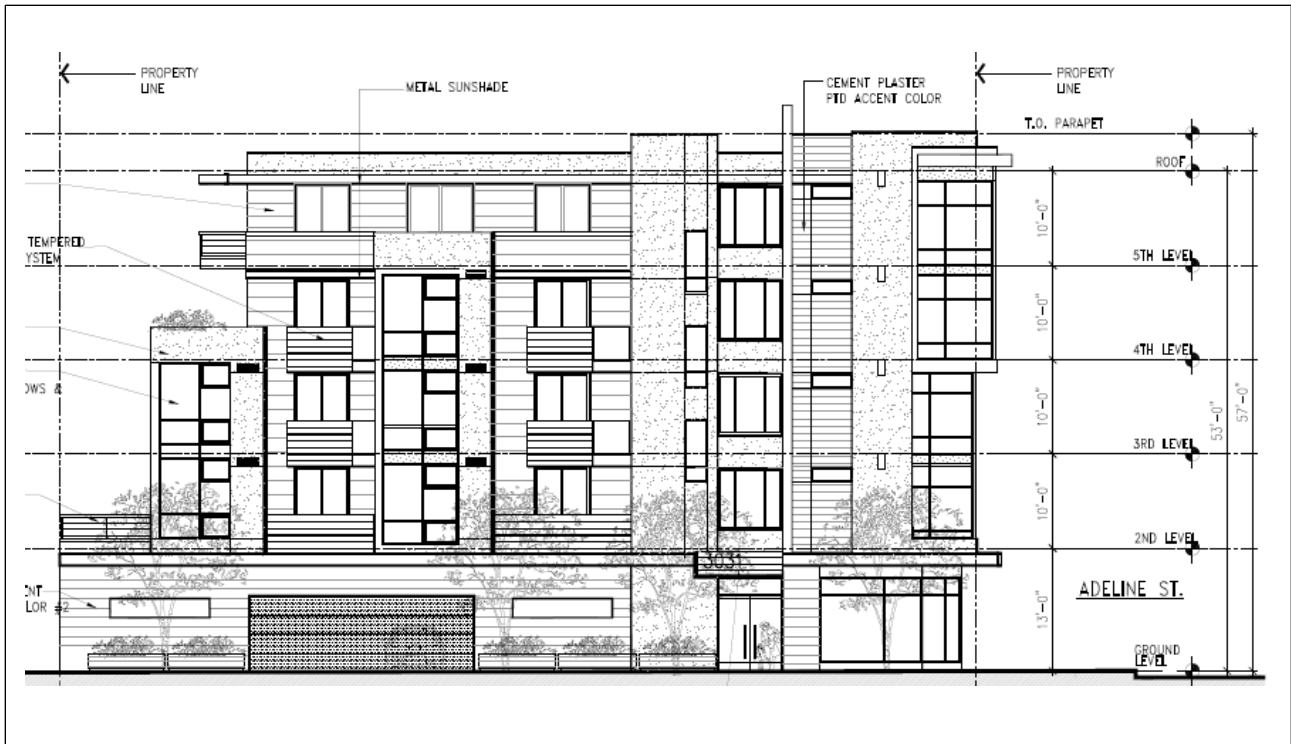 PROPERTY
LINE
METAL SUNSHADE
CEMENT PLASTER
PTD ACCENT COLOR
PROPERTY
LINE
T.O. PARAPET
ROOF
10'-0"
TEMPERED
YSTEM
5TH LEVEL
10'-0"
4TH LEVEL
OWS &
10'-0"
53'-0"
57'-0"
3RD LEVEL
10'-0"
2ND LEVEL
3031
ENT
LOR #2
ADELINE ST.
13'-0"
GROUND
LEVEL